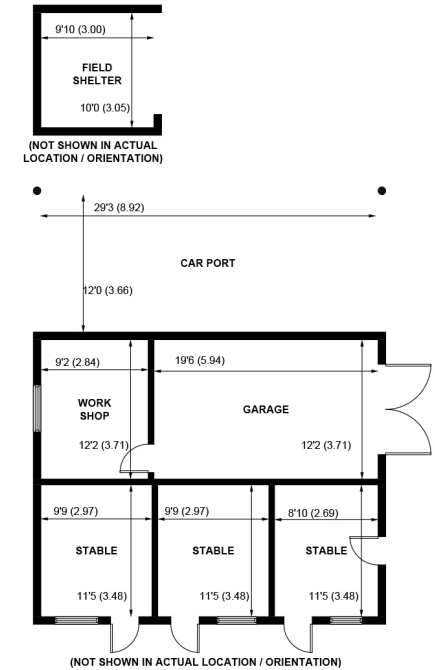 9'10 (3.00)
FIELD
SHELTER
10'0 (3.05)
(NOT SHOWN IN ACTUAL
LOCATION / ORIENTATION)
29'3 (8.92)
CAR PORT
12'0 (3.66)
9'2 (2.84)
19'6 (5.94)
WORK
SHOP
GARAGE
12'2 (3.71)
12'2 (3.71)
9'9 (2.97)
9'9 (2.97)
8'10 (2.69)
STABLE
STABLE
STABLE
11'5 (3.48)
11'5 (3.48)
11'5 (3.48)
(NOT SHOWN IN ACTUAL LOCATION / ORIENTATION)